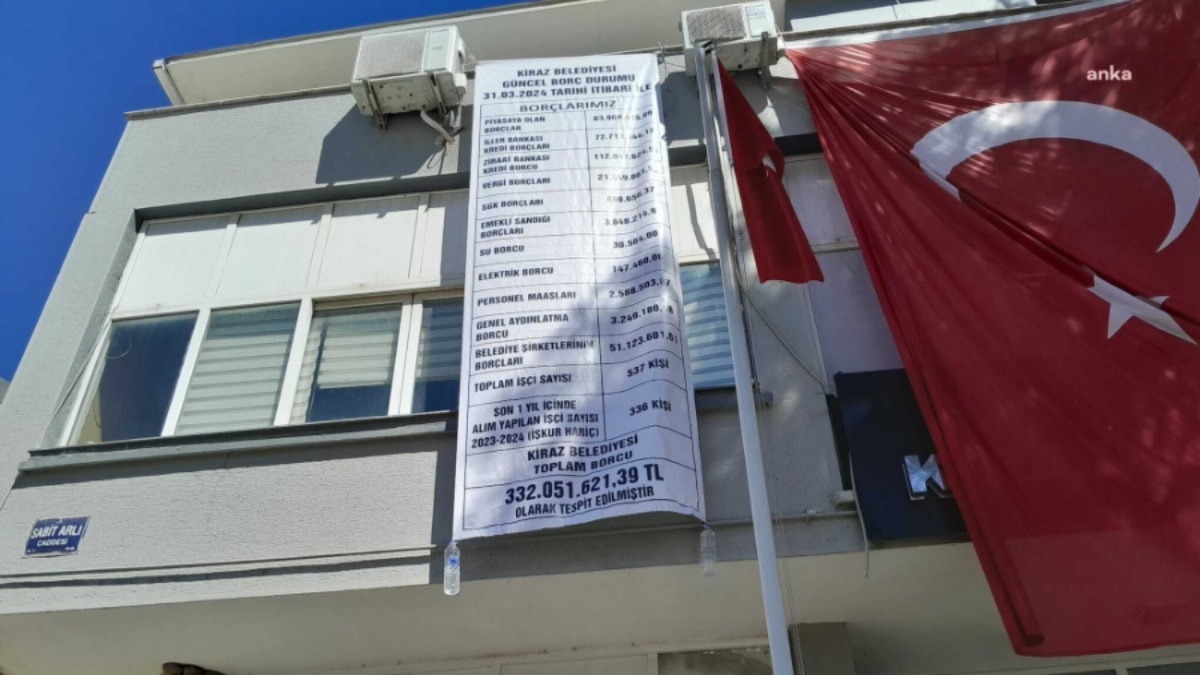 anka
KİRAZ BELEDİYESİ
GÜNCEL BORÇ DURUMU
31.03.2024 TARİHİ İTİBARİ İLE
BORÇLARIMIZ
PİYASAYA OLAN
BORÇLAR
İLLER BANKASI
KREDİ BORÇLARI
ZİRAAT BANKASI
KREDİ BORCU
VERGİ BORÇLARI
SGK BORÇLARI
EMEKLİ SANDIĞI
BORÇLARI
SU BORCU 30.504,00
ELEKTRİK BORCU
PERSONEL MAAŞLARI
GENEL AYDINLATMA
BORCU
BELEDİYE ŞİRKETLERİNİN
BORÇLARI 51.123.601,61
TOPLAM İŞÇİ SAYISI 537 KİŞİ
SON 1 YIL İÇİNDE
ALIM YAPILAN İŞÇİ SAYISI 336 KİŞİ
2023-2024 (İŞKUR HARİÇ)
KİRAZ BELEDİYESİ
TOPLAM BORCU
332.051.621,39 TL
OLARAK TESPİT EDİLMİŞTİR
SABİT ARLI
CADDESİ
K